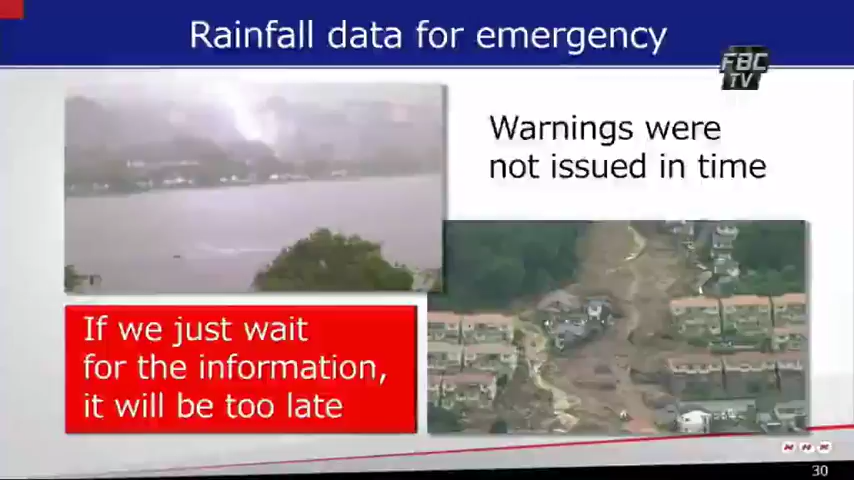 Rainfall data for emergency
FBC
TV
Warnings were
not issued in time
If we just wait
for the information,
it will be too late
NHK
30